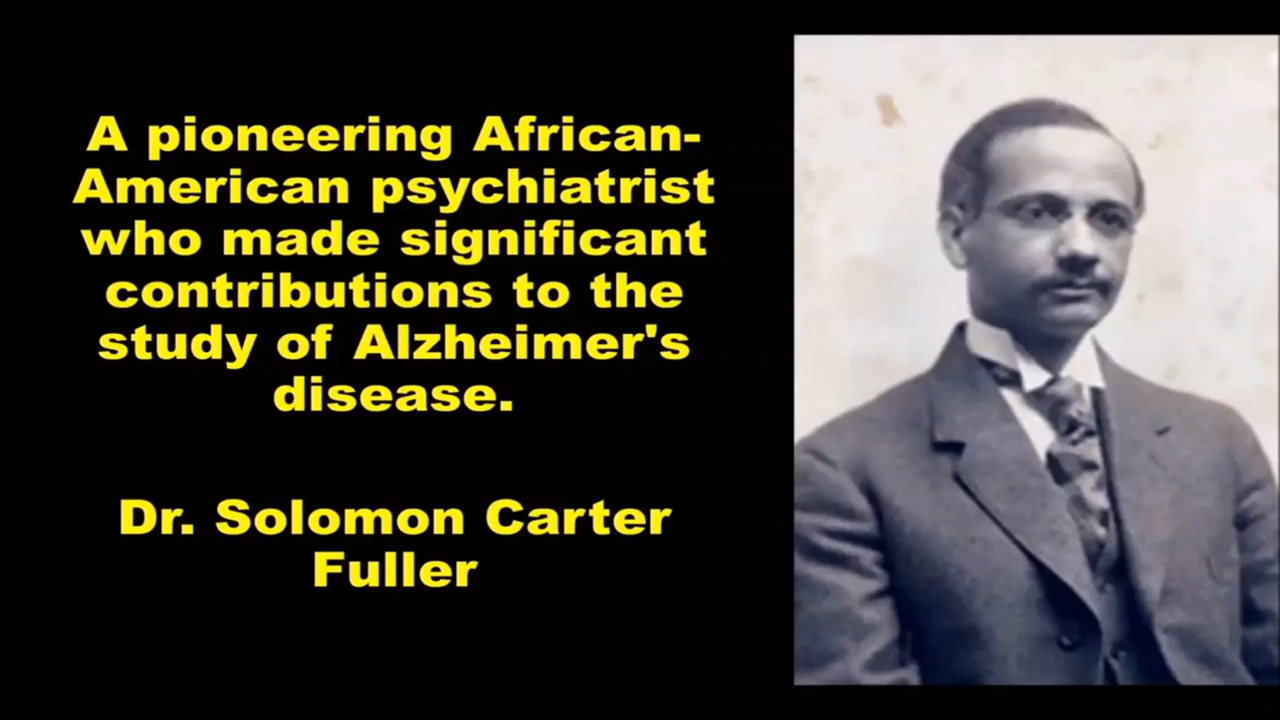 A pioneering African-
American psychiatrist
who made significant
contributions to the
study of Alzheimer's
disease.
Dr. Solomon Carter
Fuller